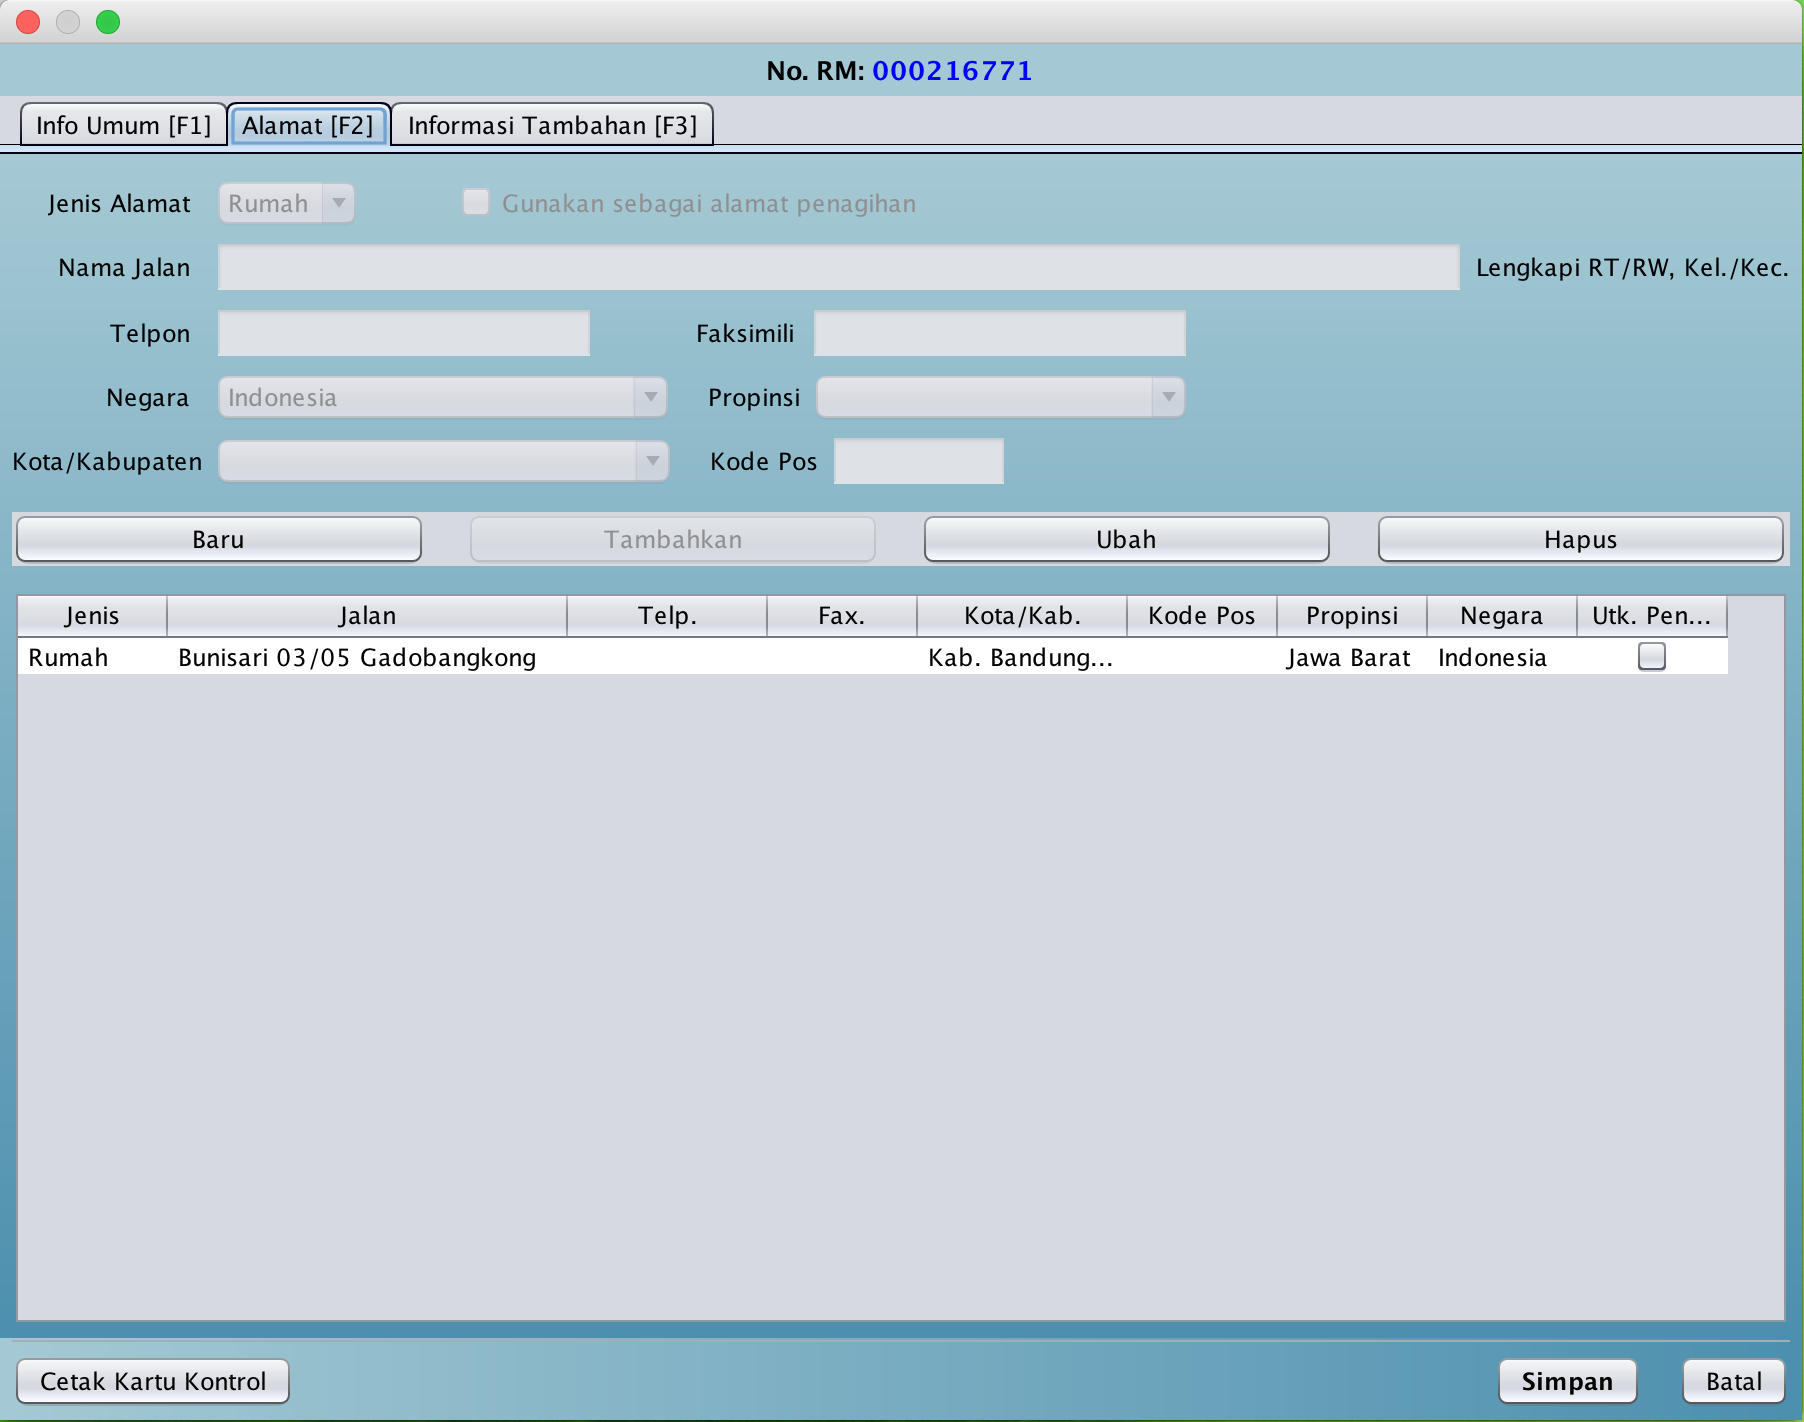 No. RM: 000216771
Info Umum [F1] Alamat [F2] Informasi Tambahan [F3]
Jenis Alamat Rumah Gunakan sebagai alamat penagihan
Nama Jalan Lengkapi RT/RW, Kel./Kec.
Telpon Faksimili
Negara Indonesia Propinsi
Kota/Kabupaten Kode Pos
Baru Tambahkan Ubah Hapus
Jenis Jalan Telp. Fax. Kota/Kab. Kode Pos Propinsi Negara Utk. Pen...
Rumah Bunisari 03/05 Gadobangkong Kab. Bandung... Jawa Barat Indonesia
Cetak Kartu Kontrol Simpan Batal